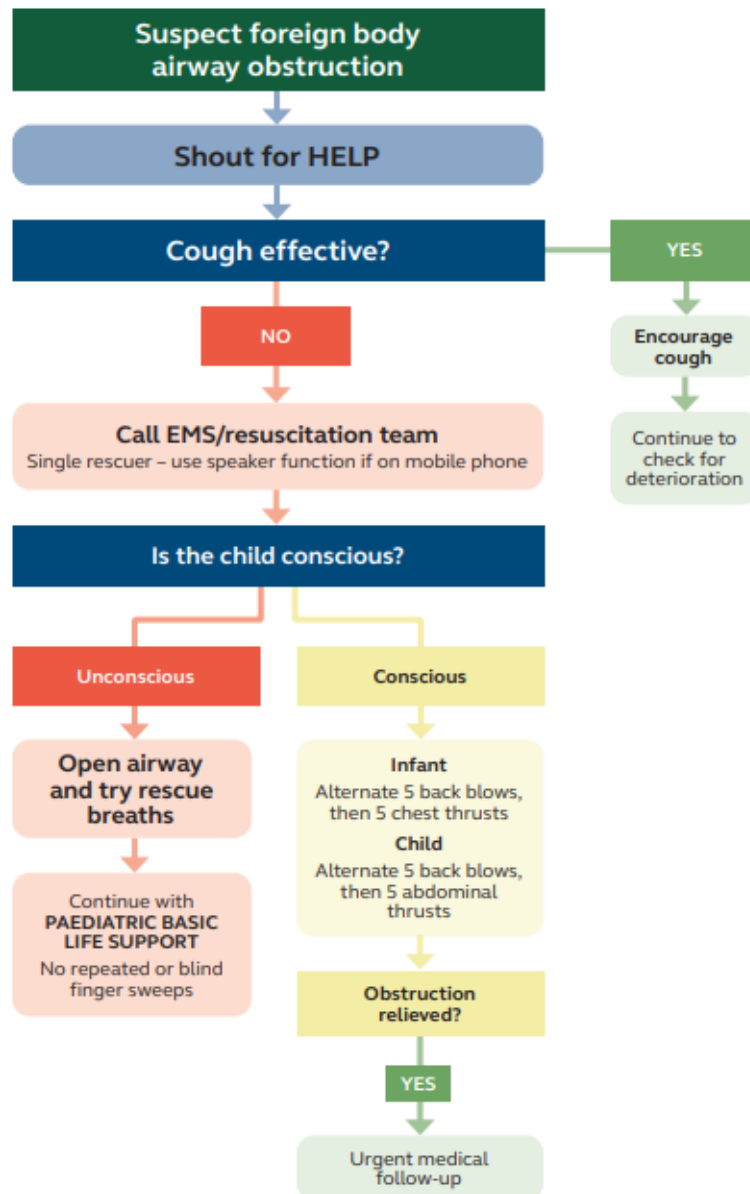 Suspect foreign body
airway obstruction
Shout for HELP
Cough effective?
YES
NO
Encourage
cough
Call EMS/resuscitation team
Single rescuer – use speaker function if on mobile phone
Continue to
check for
deterioration
Is the child conscious?
Unconscious
Conscious
Open airway
and try rescue
breaths
Continue with
PAEDIATRIC BASIC
LIFE SUPPORT
No repeated or blind
finger sweeps
Infant
Alternate 5 back blows,
then 5 chest thrusts
Child
Alternate 5 back blows,
then 5 abdominal
thrusts
Obstruction
relieved?
YES
Urgent medical
follow-up